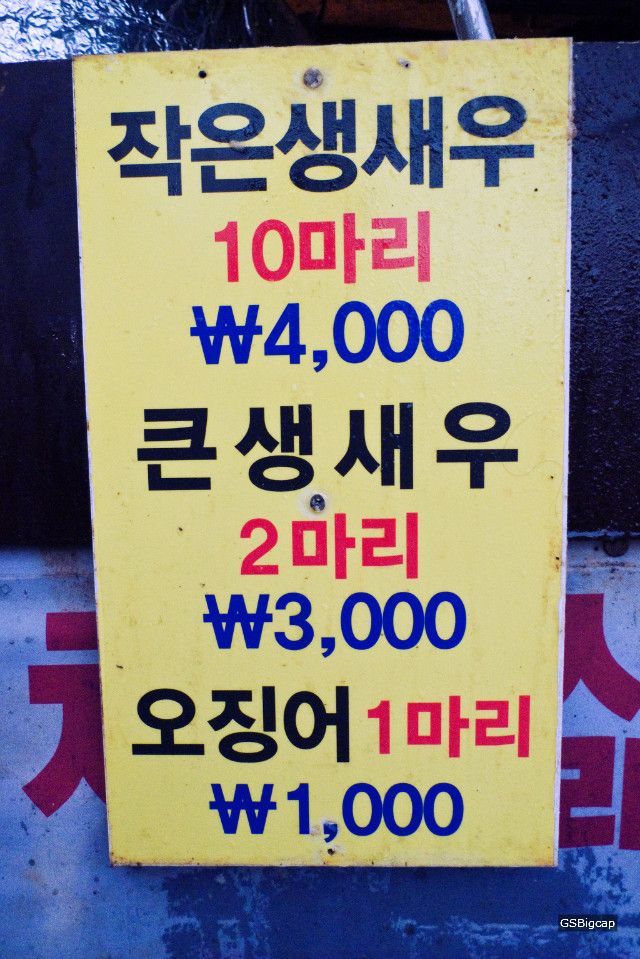 작은생새우
10마리
₩4,000
큰생새우
2마리
₩3,000
오징어 1마리
₩1,000
GSBigcap